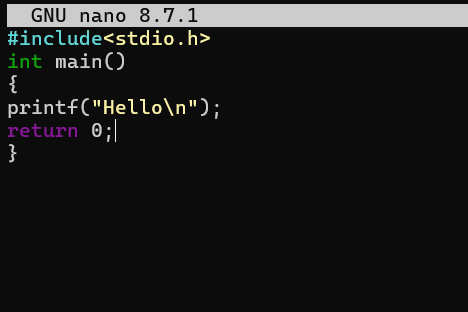 GNU nano 8.7.1
#include<stdio.h>
int main()
{
printf("Hello\n");
return 0;
}